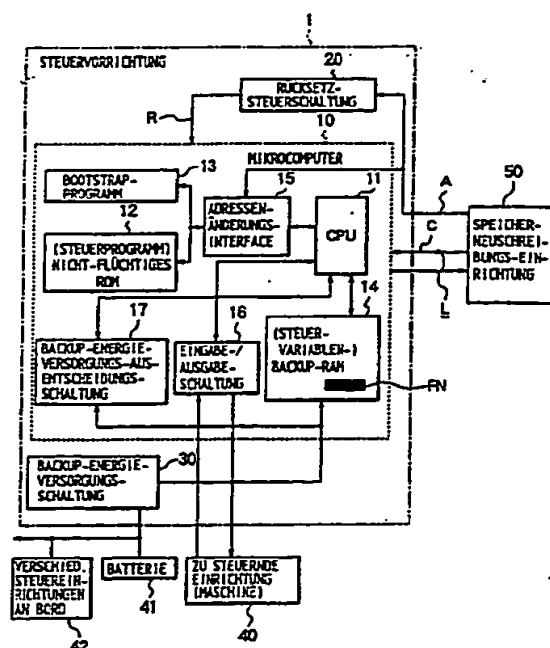 1
STEUERVORRICHTUNG
20
RÜCKSETZ-
STEUERSCHALTUNG
R
10
MIKROCOMPUTER
13
BOOTSTRAP-
PROGRAMM
15
ADRESSEN-
ÄNDERUNGS-
INTERFACE
11
CPU
A
50
SPEICHER-
NEUSCHREI-
BUNGS-EIN-
RICHTUNG
C
L
12
(STEUERPROGRAMM)
NICHT-FLÜCHTIGES
ROM
17
BACKUP-ENERGIE-
VERSORGUNGS-AUS-
ENTSCHEIDUNGS-
SCHALTUNG
16
EINGABE-/
AUSGABE-
SCHALTUNG
14
(STEUER-
VARIABLEN-)
BACKUP-RAM
FN
30
BACKUP-ENERGIE-
VERSORGUNGS-
SCHALTUNG
VERSCHIED.
STEUEREIN-
RICHTUNGEN
AN BORD
42
BATTERIE
41
ZU STEUERNDE
EINRICHTUNG
(MASCHINE)
40